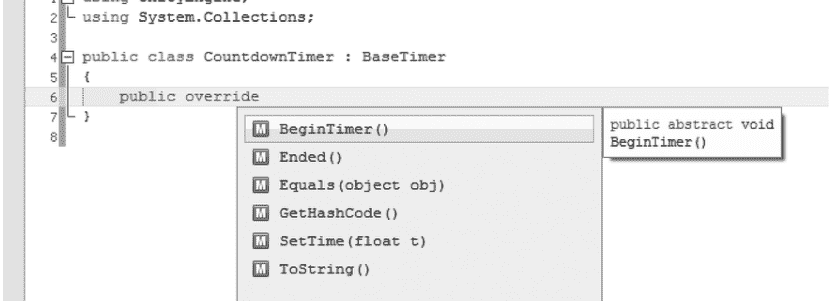 2 using System.Collections;
3
4 public class CountdownTimer : BaseTimer
5 {
6 public override
7 }
8
M BeginTimer()
M Ended()
M Equals(object obj)
M GetHashCode()
M SetTime(float t)
M ToString()
public abstract void
BeginTimer()